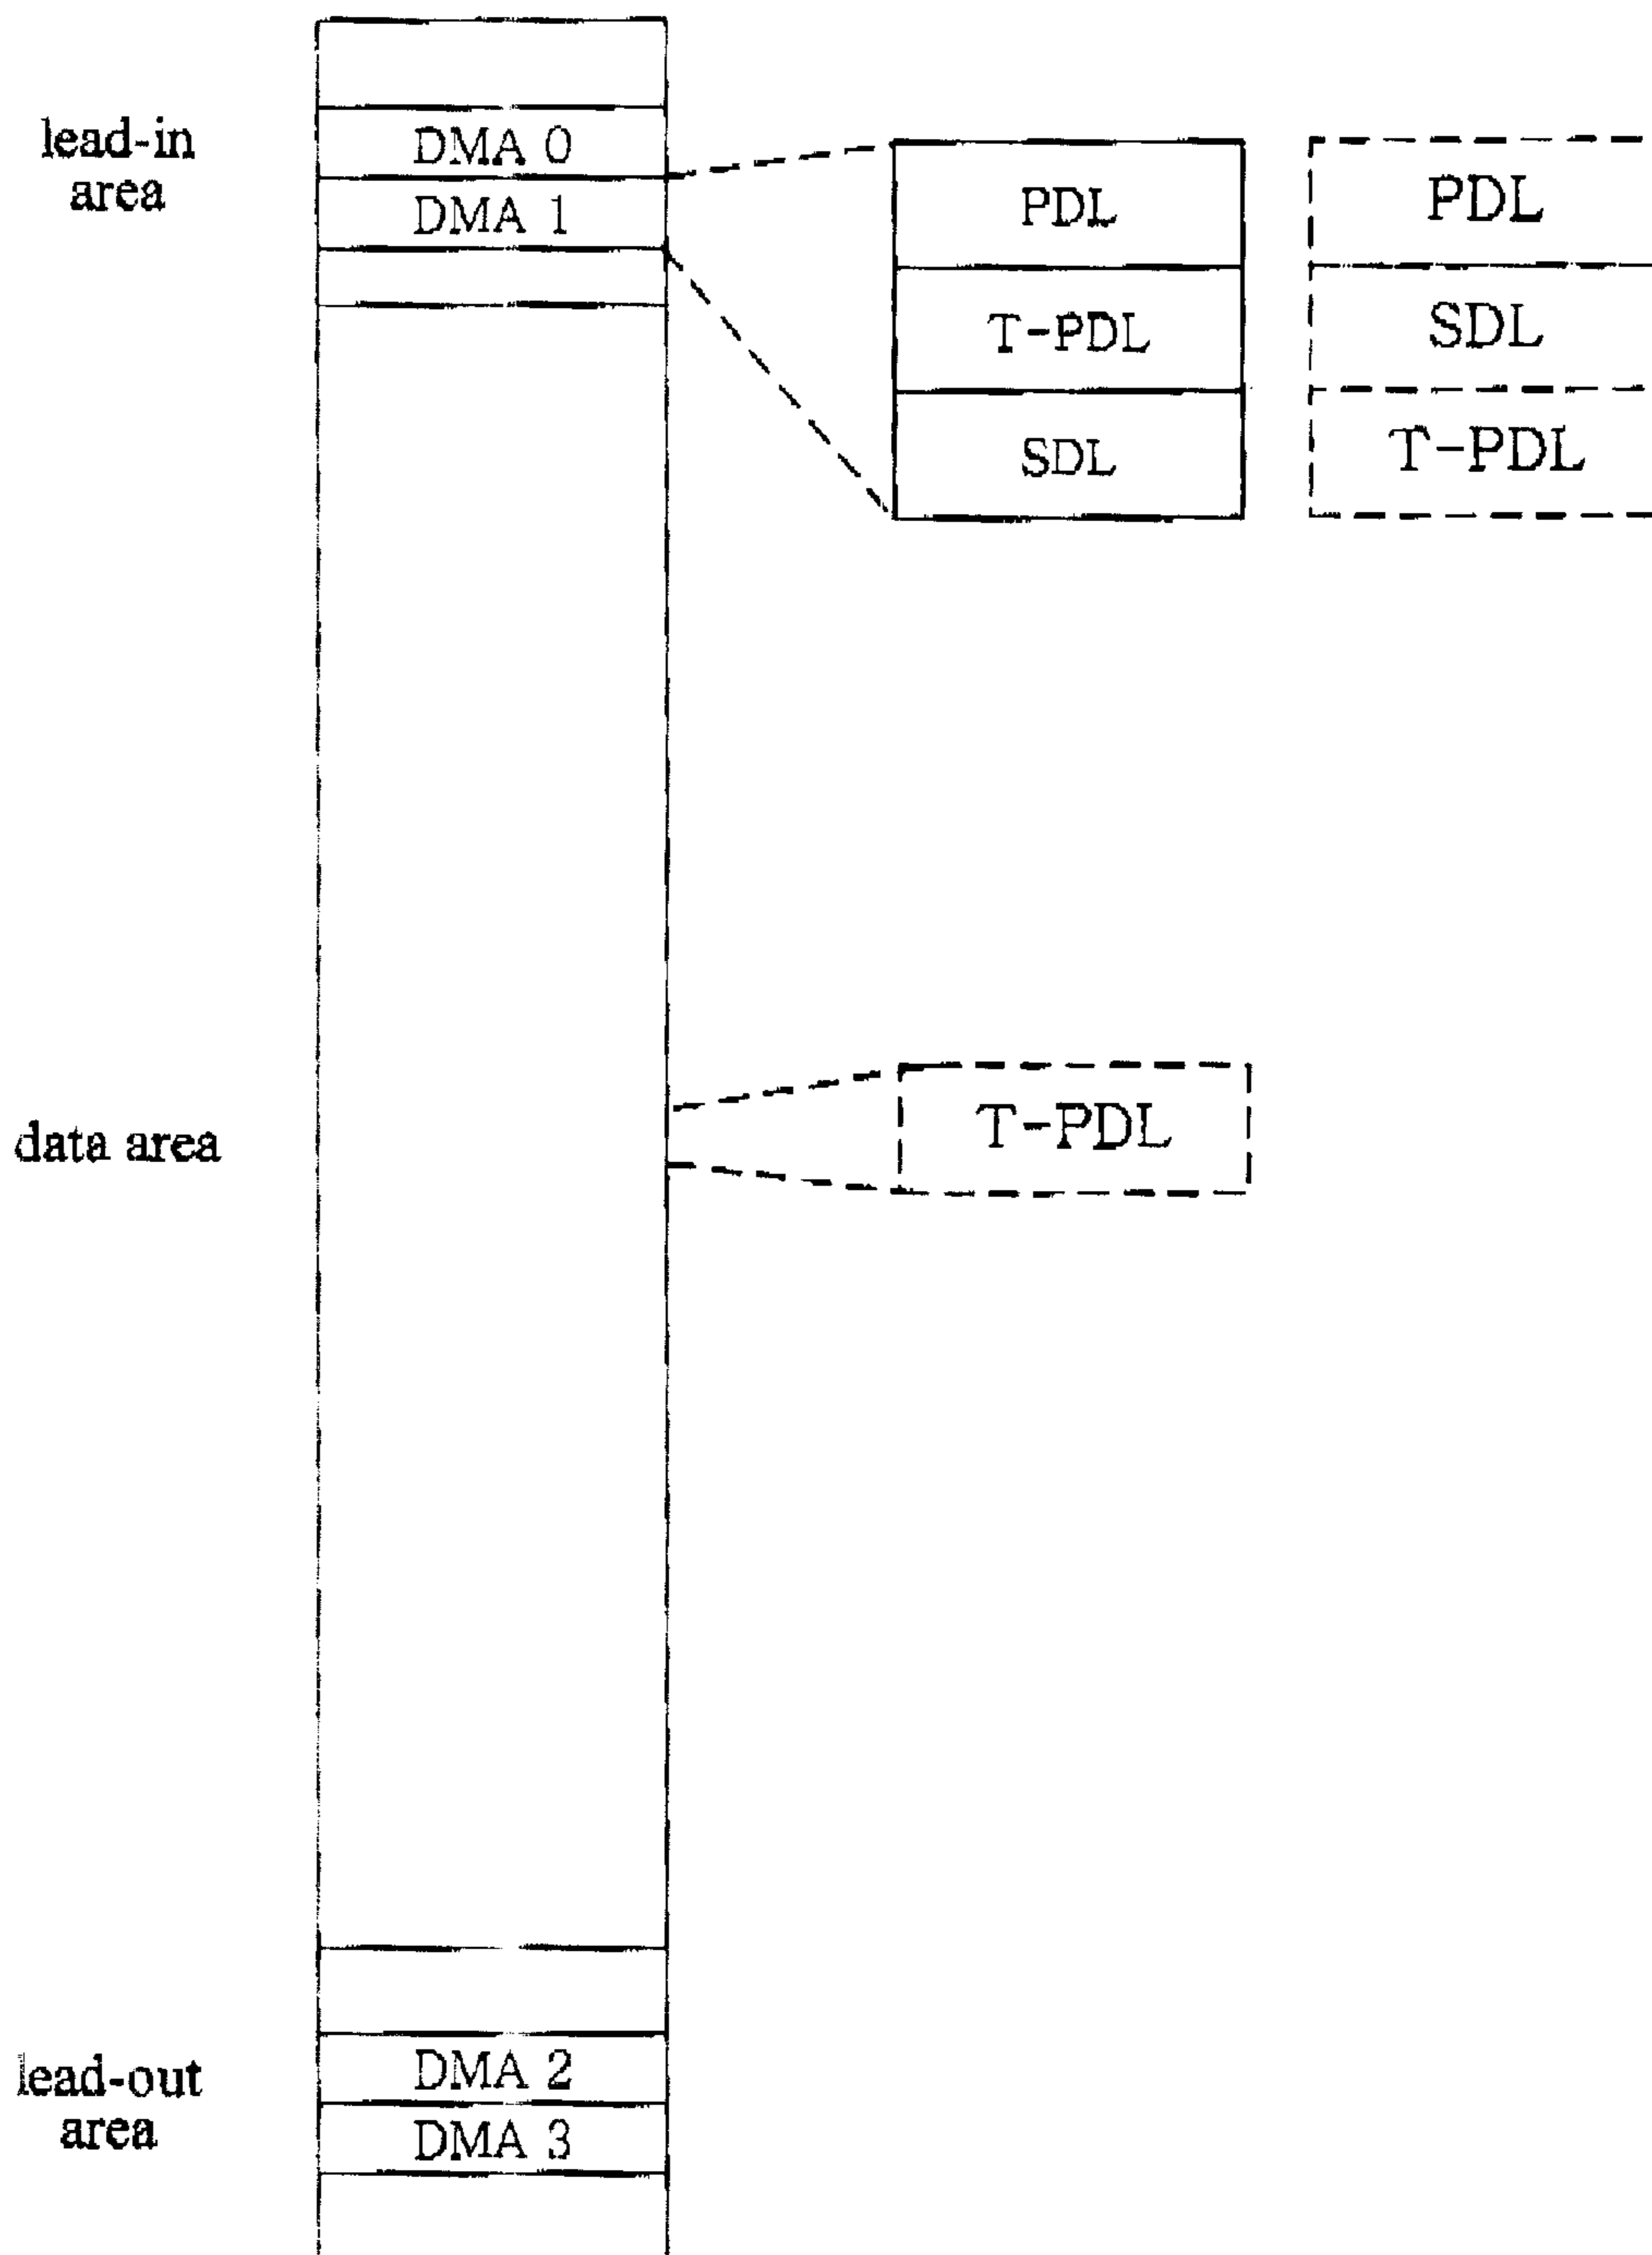 lead-in
area
DMA 0
DMA 1
PDL
T-PDL
SDL
PDL
SDL
T-PDL
data area
T-PDL
lead-out
area
DMA 2
DMA 3